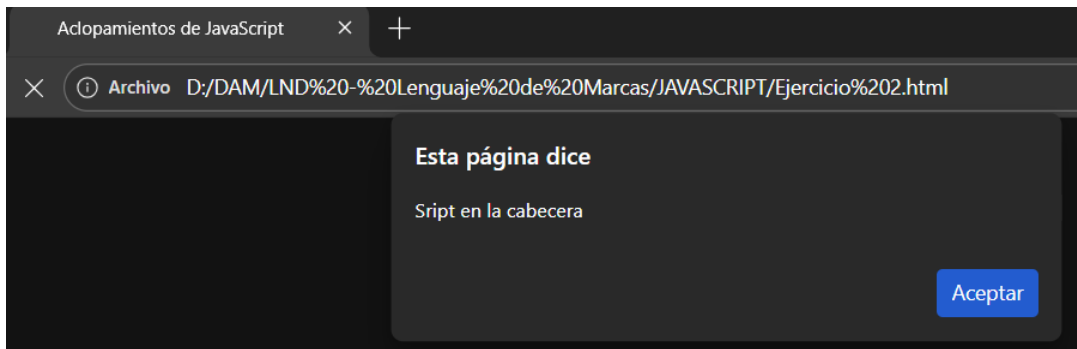 Aclopamientos de JavaScript
Archivo D:/DAM/LND%20-%20Lenguaje%20de%20Marcas/JAVASCRIPT/Ejercicio%202.html
Esta página dice
Sript en la cabecera
Aceptar